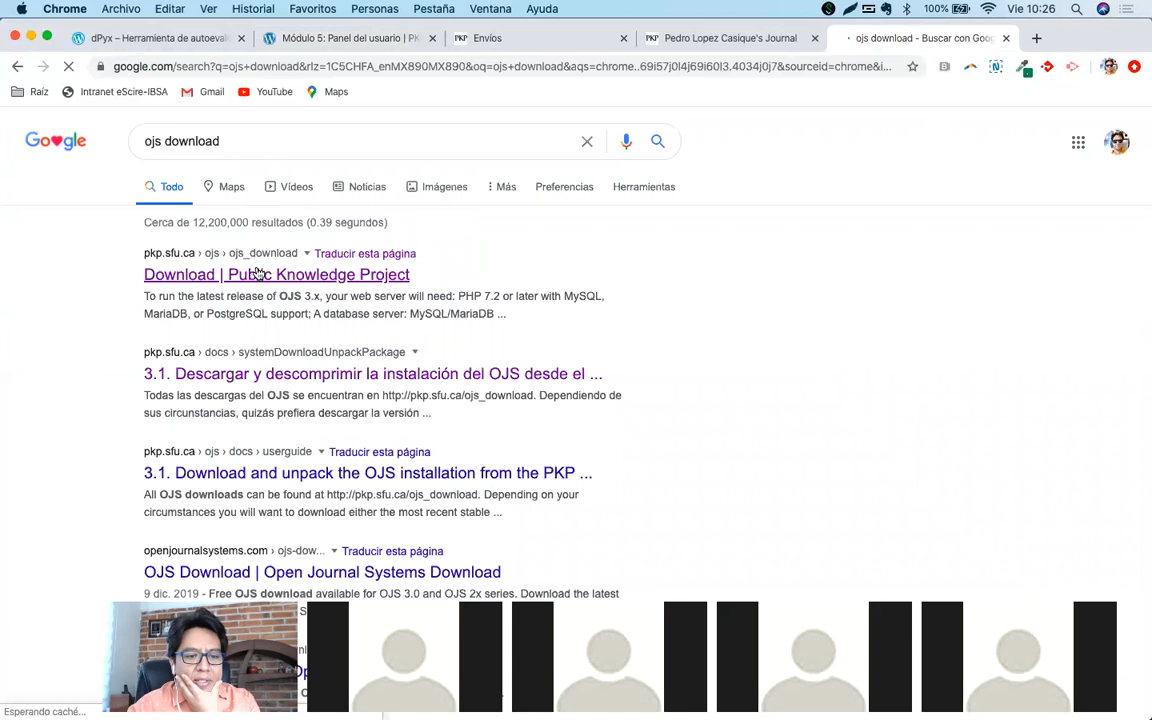 Chrome Archivo Editar Ver Historial Favoritos Personas Pestaña Ventana Ayuda 100% Vie 10:26
dPyx – Herramienta de autoeval Módulo 5: Panel del usuario | PK PKP Envíos PKP Pedro Lopez Casique's Journal ojs download - Buscar con Goog
google.com/search?q=ojs+download&rlz=1C5CHFA_enMX890MX890&oq=ojs+download&aqs=chrome..69i57j0l4j69i60l3.4034j0j7&sourceid=chrome&i...
Raíz Intranet eScire-IBSA Gmail YouTube Maps
Google
ojs download
Todo Maps Vídeos Noticias Imágenes Más Preferencias Herramientas
Cerca de 12,200,000 resultados (0.39 segundos)
pkp.sfu.ca › ojs › ojs_download Traducir esta página
Download | Public Knowledge Project
To run the latest release of OJS 3.x, your web server will need: PHP 7.2 or later with MySQL,
MariaDB, or PostgreSQL support; A database server: MySQL/MariaDB ...
pkp.sfu.ca › docs › systemDownloadUnpackPackage
3.1. Descargar y descomprimir la instalación del OJS desde el ...
Todas las descargas del OJS se encuentran en http://pkp.sfu.ca/ojs_download. Dependiendo de
sus circunstancias, quizás prefiera descargar la versión ...
pkp.sfu.ca › ojs › docs › userguide Traducir esta página
3.1. Download and unpack the OJS installation from the PKP ...
All OJS downloads can be found at http://pkp.sfu.ca/ojs_download. Depending on your
circumstances you will want to download either the most recent stable ...
openjournalsystems.com › ojs-dow... Traducir esta página
OJS Download | Open Journal Systems Download
9 dic. 2019 - Free OJS download available for OJS 3.0 and OJS 2x series. Download the latest
Esperando caché...